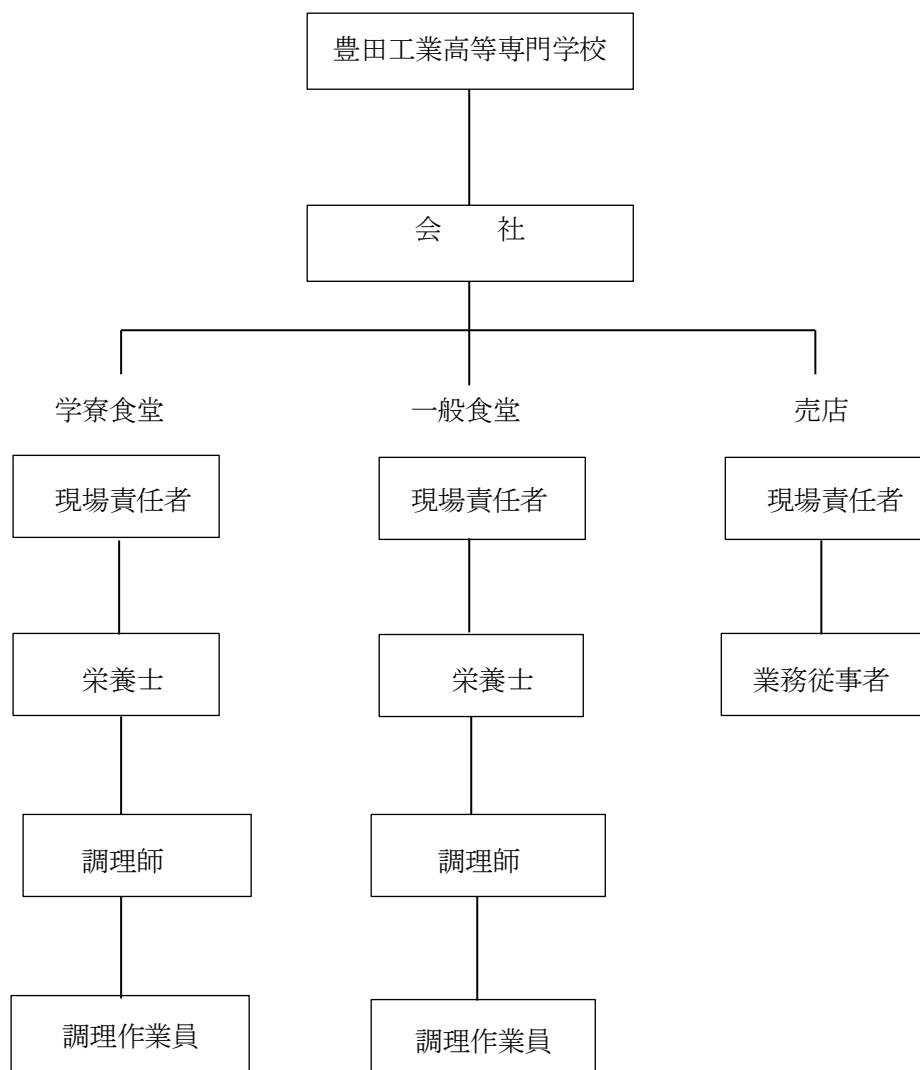 豊田工業高等専門学校
会　　社
学寮食堂
一般食堂
売店
現場責任者
現場責任者
現場責任者
栄養士
栄養士
業務従事者
調理師
調理師
調理作業員
調理作業員